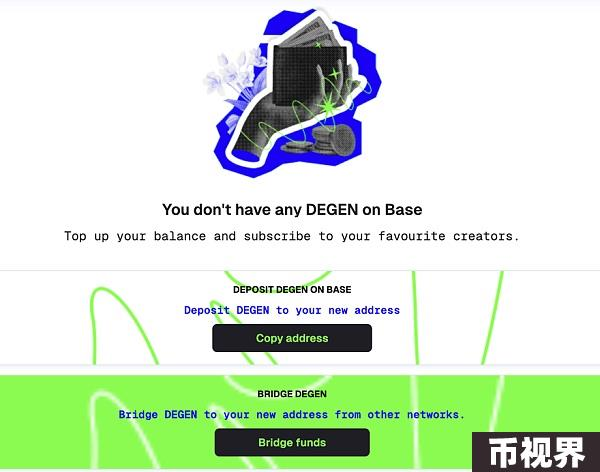 You don't have any DEGEN on Base
Top up your balance and subscribe to your favourite creators.
DEPOSIT DEGEN ON BASE
Deposit DEGEN to your new address
Copy address
BRIDGE DEGEN
Bridge DEGEN to your new address from other networks.
Bridge funds
币视界